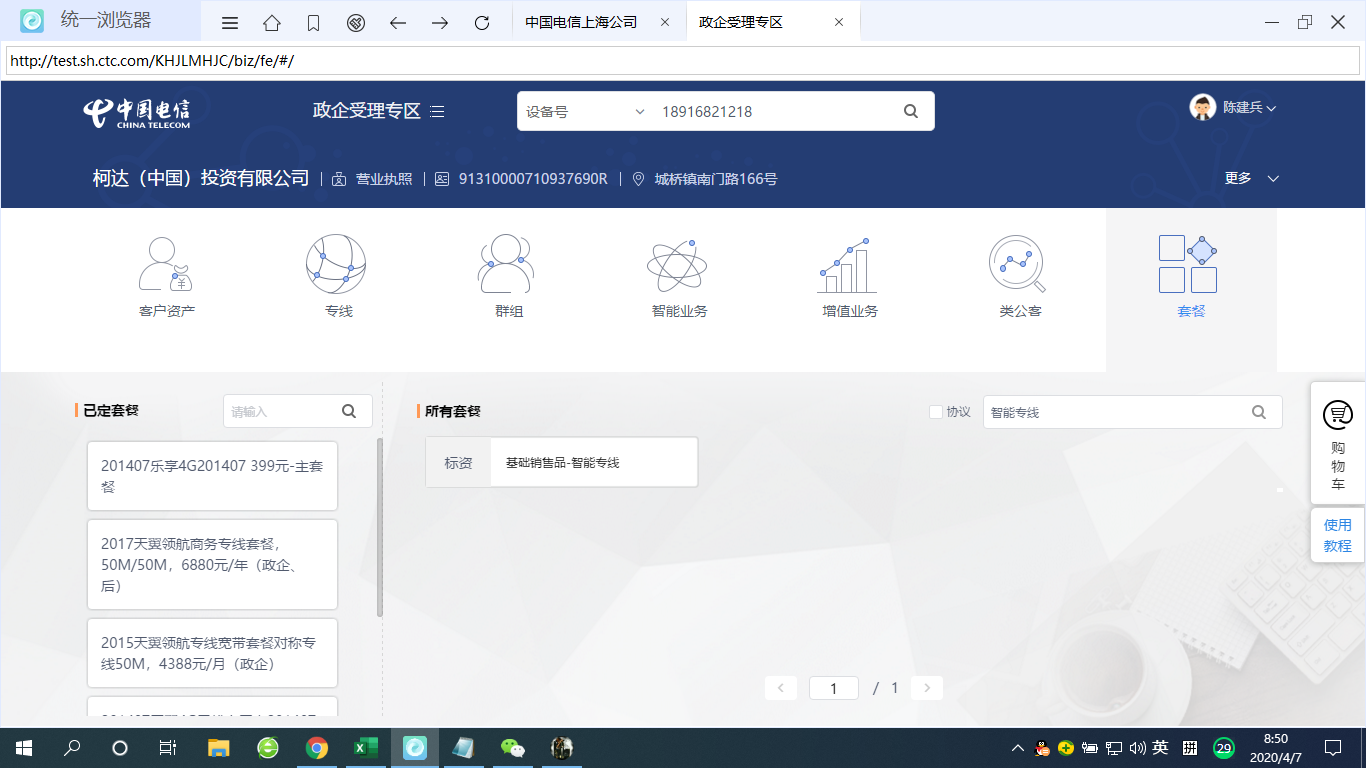 统一浏览器
中国电信上海公司
政企受理专区
http://test.sh.ctc.com/KHJLMHJC/biz/fe/#/
中国电信
CHINA TELECOM
政企受理专区
设备号
18916821218
陈建兵
柯达（中国）投资有限公司
营业执照
91310000710937690R
城桥镇南门路166号
更多
客户资产
专线
群组
智能业务
增值业务
类公客
套餐
已定套餐
请输入
所有套餐
协议
智能专线
201407乐享4G201407 399元-主套
餐
2017天翼领航商务专线套餐，
50M/50M，6880元/年（政企、
后）
2015天翼领航专线宽带套餐对称专
线50M，4388元/月（政企）
标资
基础销售品-智能专线
购
物
车
使用
教程
1 / 1
英
拼
29
8:50
2020/4/7